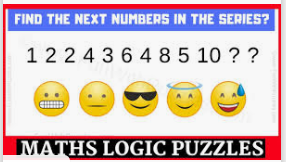 FIND THE NEXT NUMBERS IN THE SERIES?
1 2 2 4 3 6 4 8 5 10 ? ?
MATHS LOGIC PUZZLES